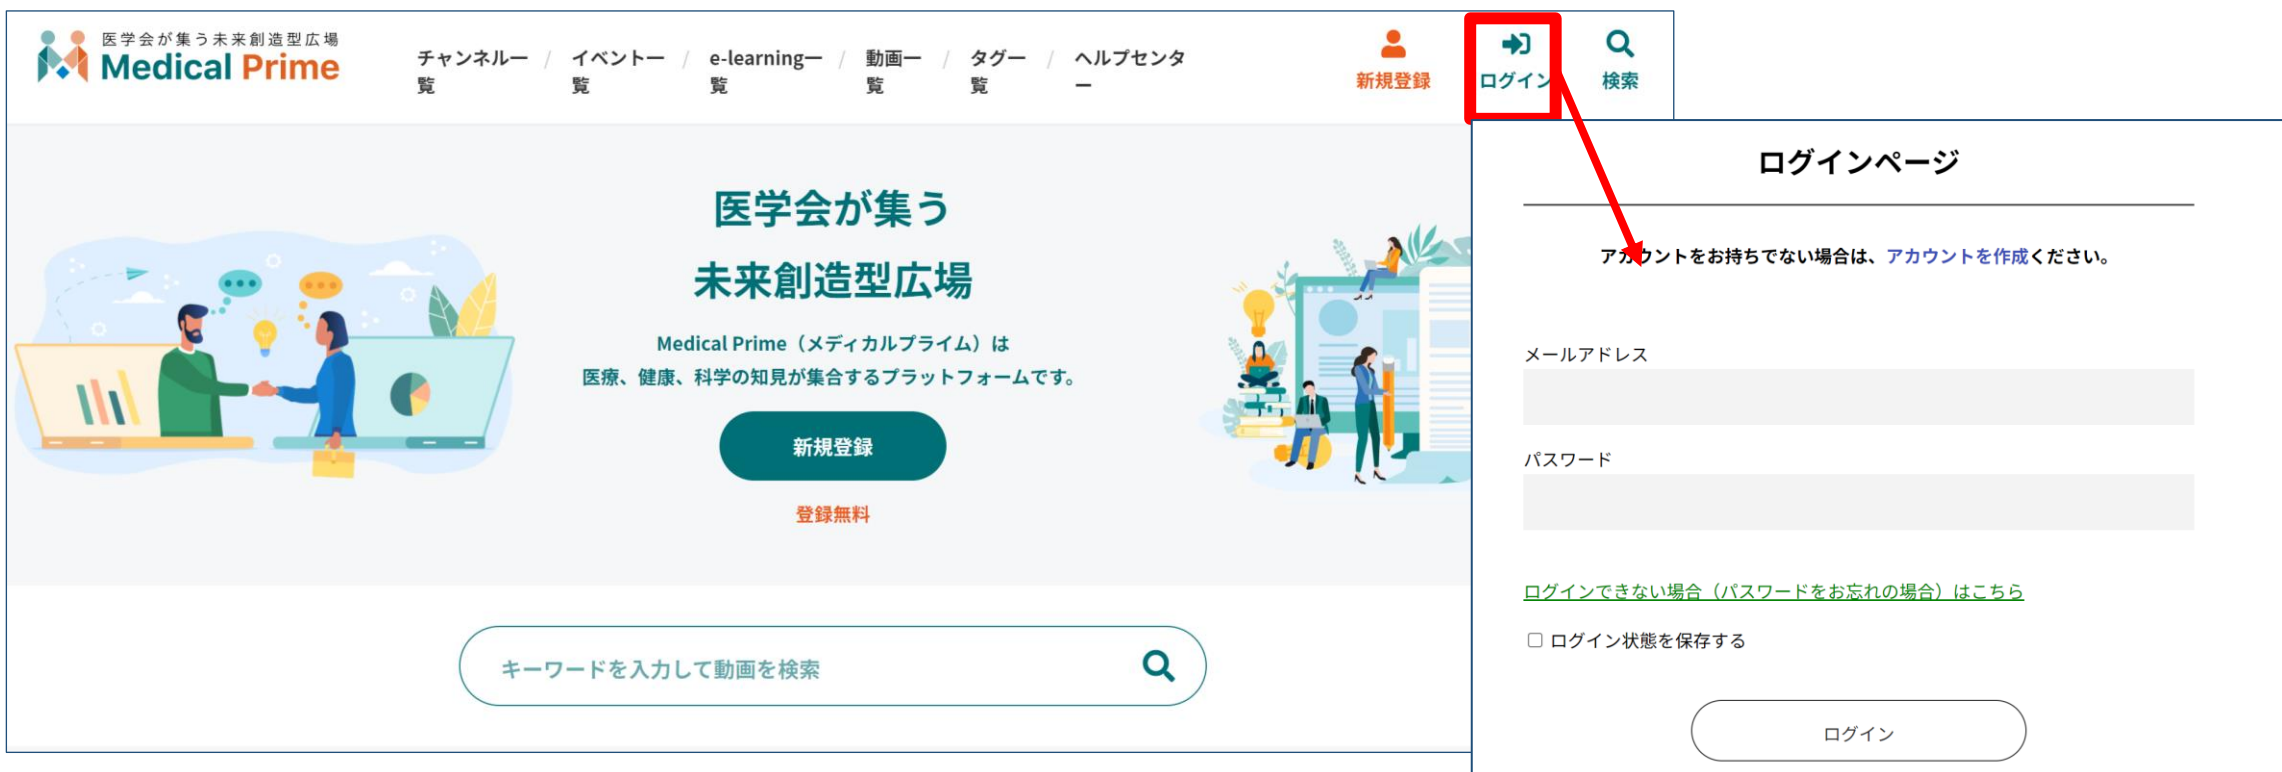 医学会が集う未来創造型広場
Medical Prime
チャンネル一覧 / イベント一覧 / e-learning一覧 / 動画一覧 / タグ一覧 / ヘルプセンター
新規登録
ログイン
検索
医学会が集う
未来創造型広場
Medical Prime（メディカルプライム）は
医療、健康、科学の知見が集合するプラットフォームです。
新規登録
登録無料
キーワードを入力して動画を検索
ログインページ
アカウントをお持ちでない場合は、アカウントを作成ください。
メールアドレス
パスワード
ログインできない場合（パスワードをお忘れの場合）はこちら
ログイン状態を保存する
ログイン